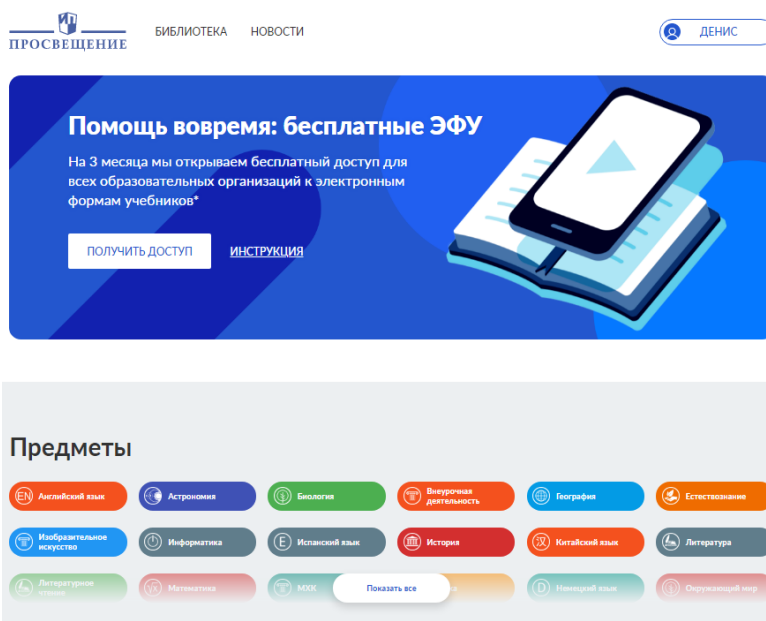 ПРОСВЕЩЕНИЕ
БИБЛИОТЕКА НОВОСТИ
ДЕНИС
Помощь вовремя: бесплатные ЭФУ
На 3 месяца мы открываем бесплатный доступ для
всех образовательных организаций к электронным
формам учебников*
ПОЛУЧИТЬ ДОСТУП ИНСТРУКЦИЯ
Предметы
EN Английский язык
Астрономия
Биология
Внеурочная
деятельность
География
Естествознание
Изобразительное
искусство
Информатика
E Испанский язык
История
汉 Китайский язык
Литература
Литературное
чтение
√x Математика
МХК
Показать все
D Немецкий язык
Окружающий мир